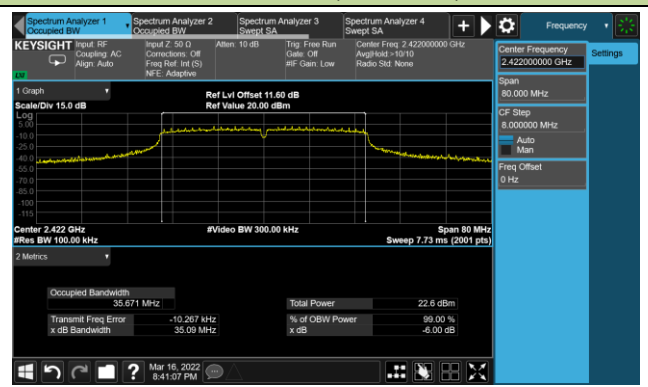 Spectrum Analyzer 1
Occupied BW
Spectrum Analyzer 2
Occupied BW
Spectrum Analyzer 3
Swept SA
Spectrum Analyzer 4
Swept SA
+
Frequency
KEYSIGHT
Input: RF
Coupling: AC
Align: Auto
Input Z: 50 Ω
Corrections: Off
Freq Ref: Int (S)
NFE: Adaptive
Atten: 10 dB
Trig: Free Run
Gate: Off
#IF Gain: Low
Center Freq: 2.422000000 GHz
Avg|Hold:>10/10
Radio Std: None
LW
Center Frequency
2.422000000 GHz
Settings
Span
80.000 MHz
CF Step
8.000000 MHz
Auto
Man
Freq Offset
0 Hz
1 Graph
Scale/Div 15.0 dB
Ref Lvl Offset 11.60 dB
Ref Value 20.00 dBm
Log
5.00
-10.0
-25.0
-40.0
-55.0
-70.0
-85.0
-100
-115
Center 2.422 GHz
#Res BW 100.00 kHz
#Video BW 300.00 kHz
Span 80 MHz
Sweep 7.73 ms (2001 pts)
2 Metrics
Occupied Bandwidth
35.671 MHz
Total Power 22.6 dBm
Transmit Freq Error -10.267 kHz
% of OBW Power 99.00 %
x dB Bandwidth 35.09 MHz
x dB -6.00 dB
?
Mar 16, 2022
8:41:07 PM